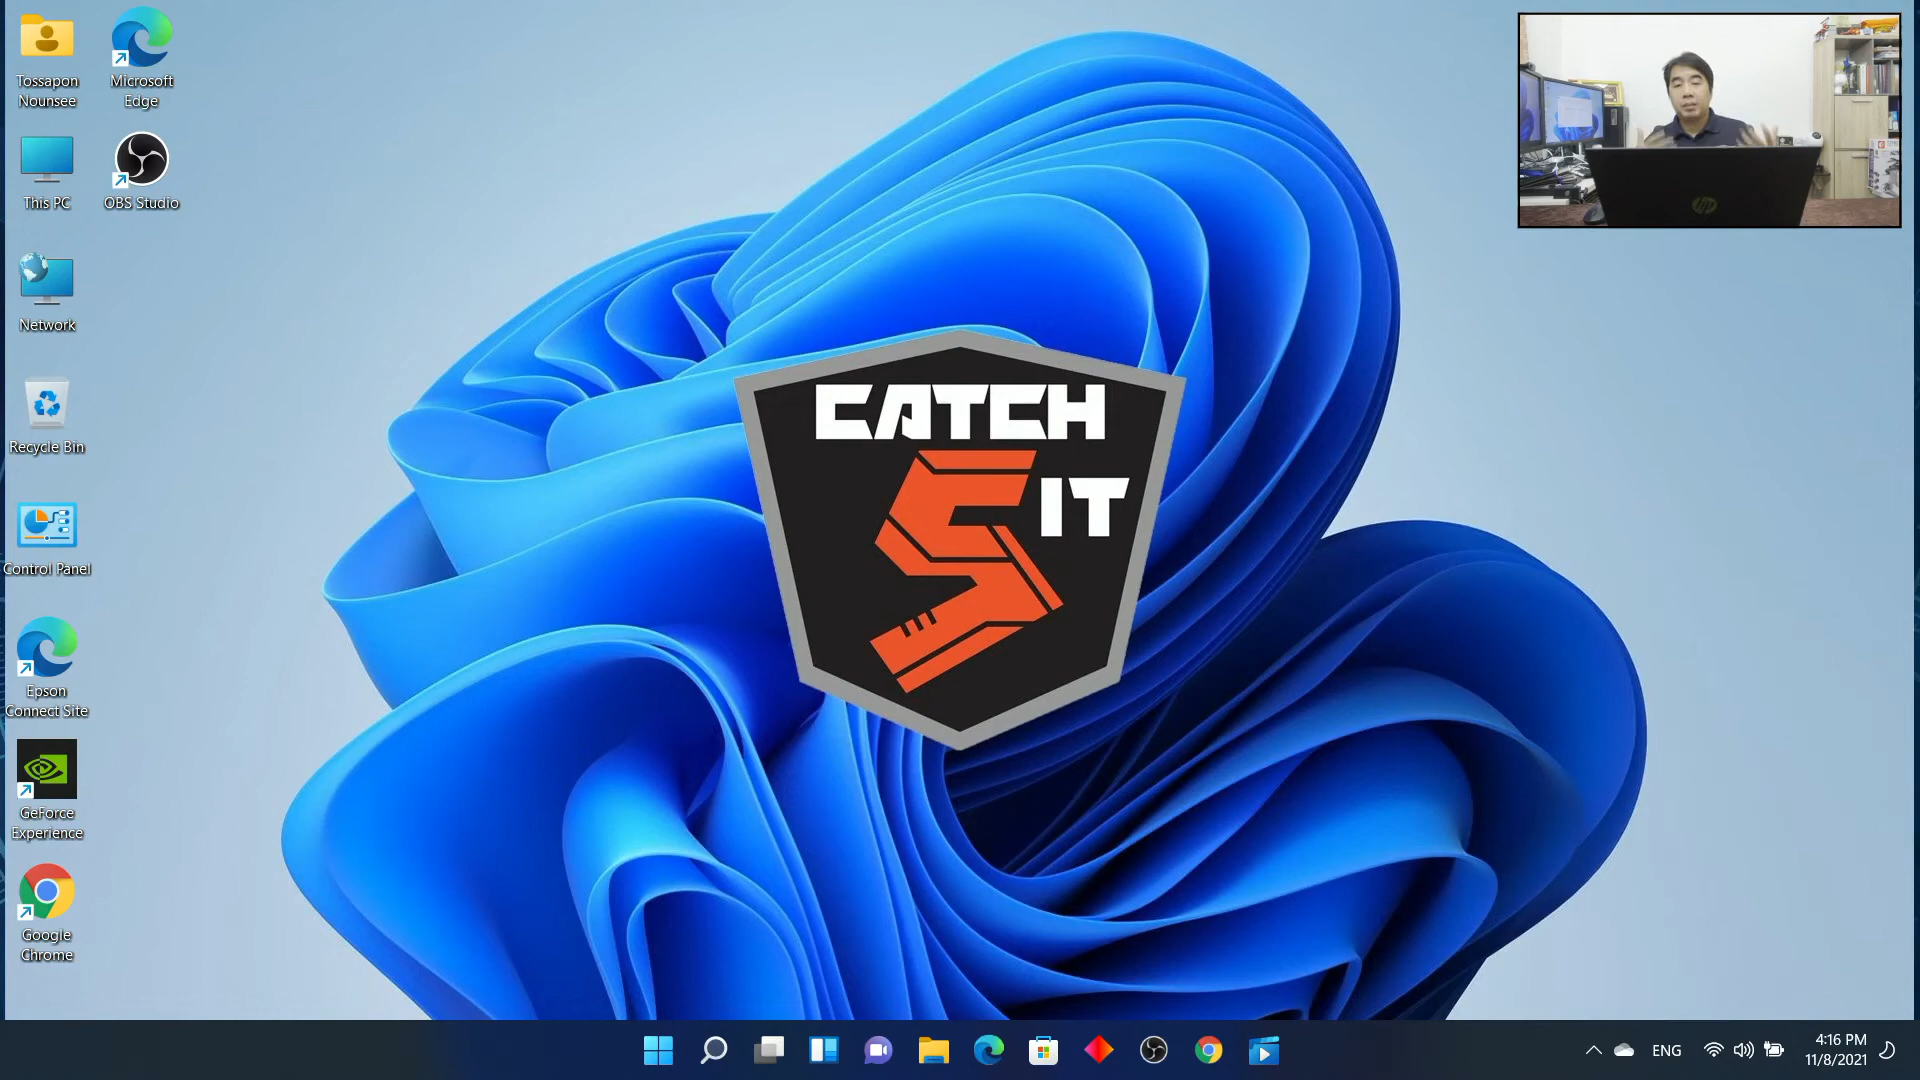 Tossapon
Nounsee
Microsoft
Edge
This PC
OBS Studio
Network
Recycle Bin
Control Panel
Epson
Connect Site
GeForce
Experience
Google
Chrome
CATCH
5 IT
hp
ENG
4:16 PM
11/8/2021